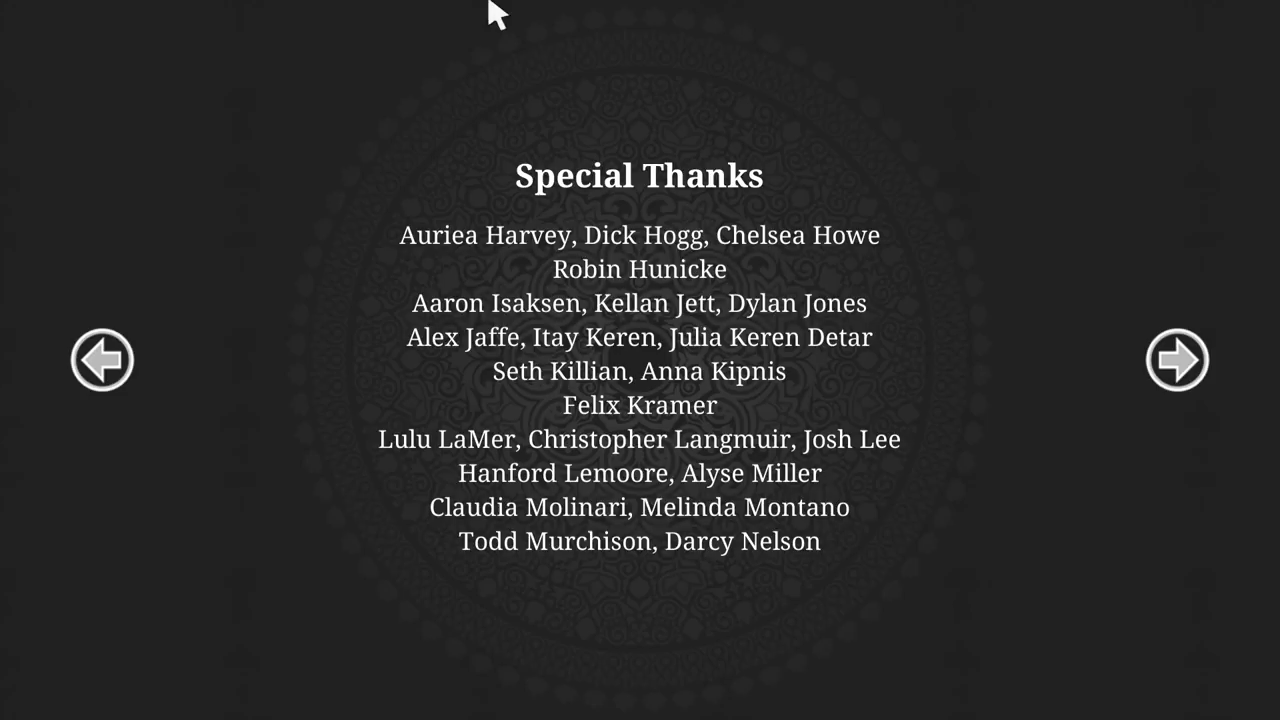 Special Thanks
Auriea Harvey, Dick Hogg, Chelsea Howe
Robin Hunicke
Aaron Isaksen, Kellan Jett, Dylan Jones
Alex Jaffe, Itay Keren, Julia Keren Detar
Seth Killian, Anna Kipnis
Felix Kramer
Lulu LaMer, Christopher Langmuir, Josh Lee
Hanford Lemoore, Alyse Miller
Claudia Molinari, Melinda Montano
Todd Murchison, Darcy Nelson